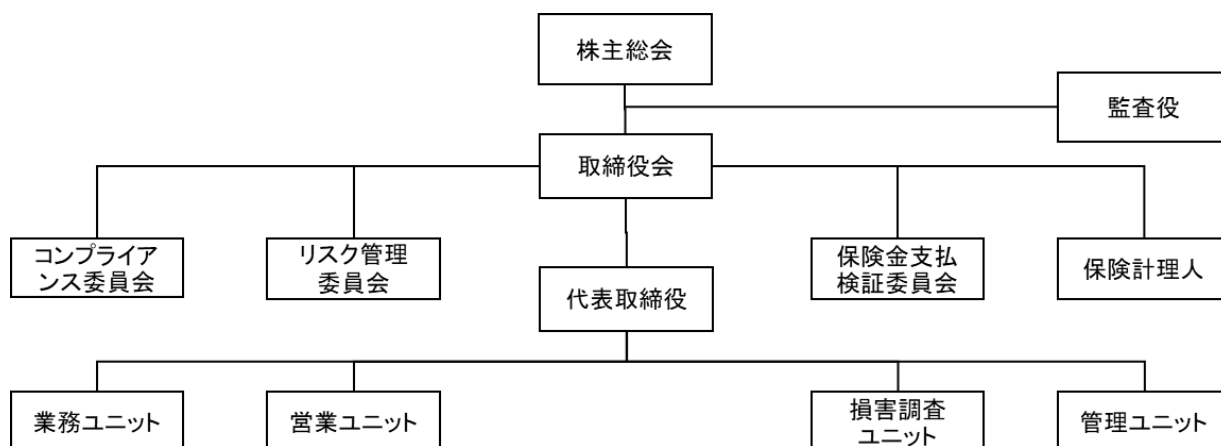 株主総会
監査役
取締役会
コンプライア
ンス委員会
リスク管理
委員会
保険金支払
検証委員会
保険計理人
代表取締役
業務ユニット
営業ユニット
損害調査
ユニット
管理ユニット